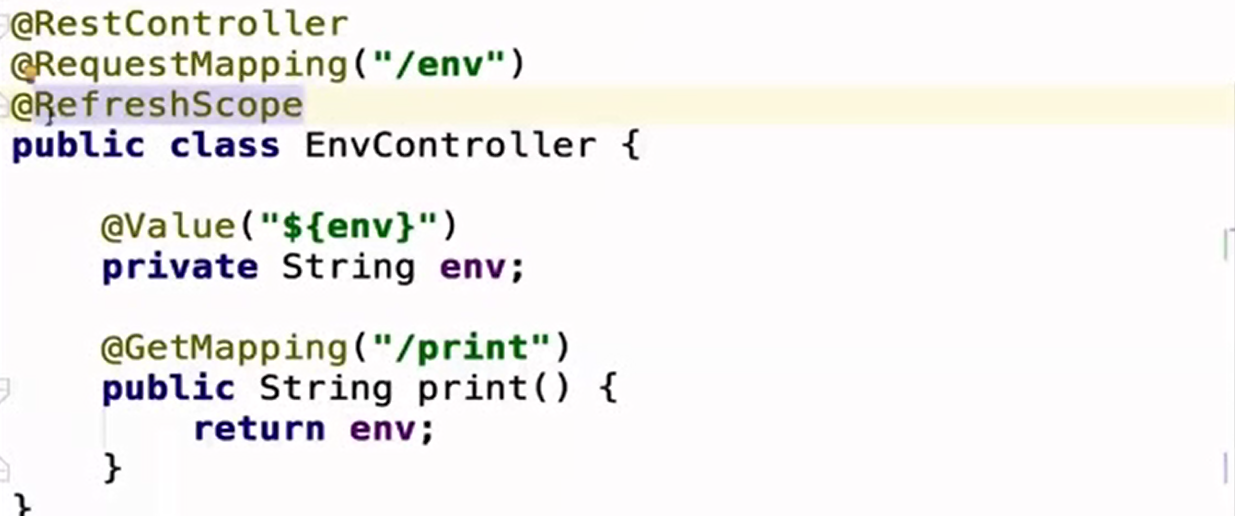 @RestController
@RequestMapping("/env")
@RefreshScope
public class EnvController {
@Value("${env}")
private String env;
@GetMapping("/print")
public String print() {
return env;
}
}